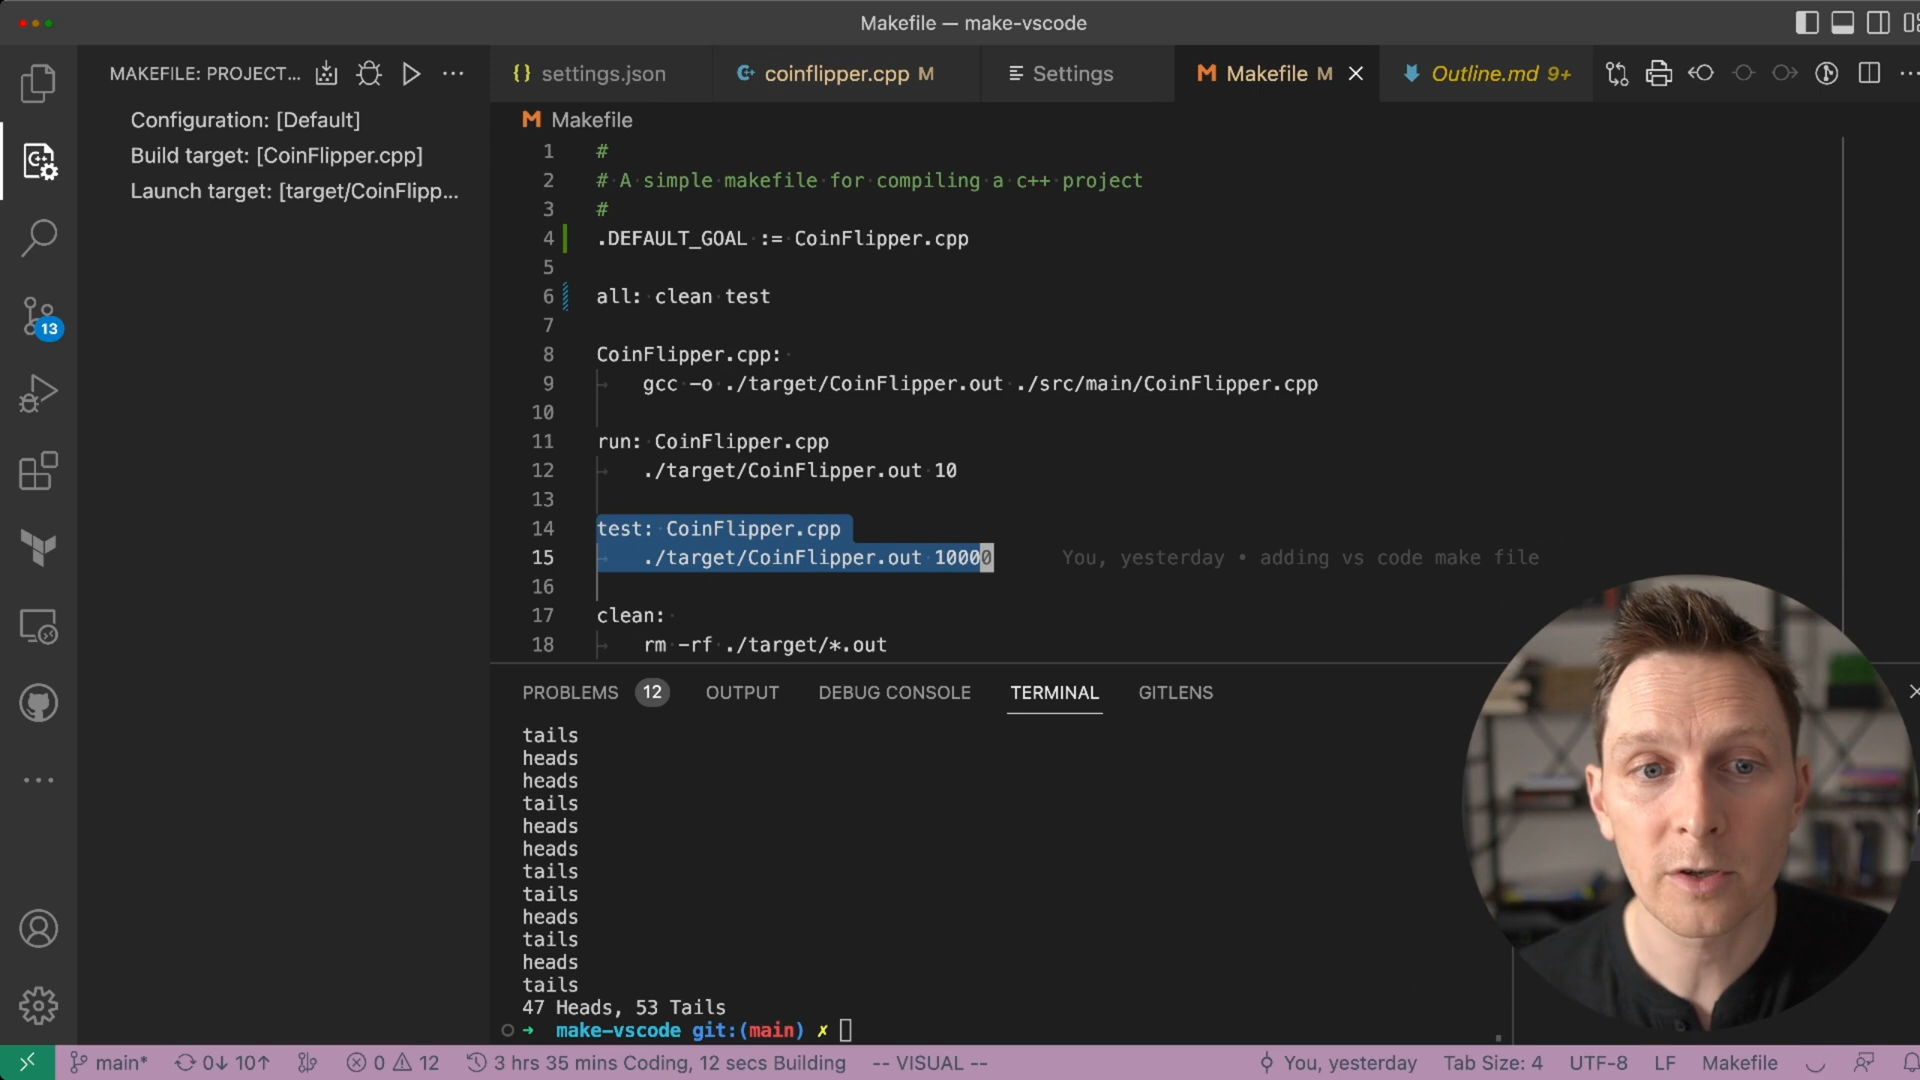 Makefile — make-vscode
MAKEFILE: PROJECT...
settings.json
coinflipper.cpp M
Settings
Makefile M
Outline.md 9+
Configuration: [Default]
Build target: [CoinFlipper.cpp]
Launch target: [target/CoinFlipp...
13
Makefile
1 #
2 # A simple makefile for compiling a c++ project
3 #
4 .DEFAULT_GOAL := CoinFlipper.cpp
5
6 all: clean test
7
8 CoinFlipper.cpp:
9 gcc -o ./target/CoinFlipper.out ./src/main/CoinFlipper.cpp
10
11 run: CoinFlipper.cpp
12 ./target/CoinFlipper.out 10
13
14 test: CoinFlipper.cpp
15 ./target/CoinFlipper.out 10000 You, yesterday • adding vs code make file
16
17 clean:
18 rm -rf ./target/*.out
PROBLEMS 12 OUTPUT DEBUG CONSOLE TERMINAL GITLENS
tails
heads
heads
tails
heads
heads
tails
tails
heads
tails
heads
tails
47 Heads, 53 Tails
make-vscode git:(main) ✗
main* 0↓ 10↑ 0 12 3 hrs 35 mins Coding, 12 secs Building -- VISUAL -- You, yesterday Tab Size: 4 UTF-8 LF Makefile